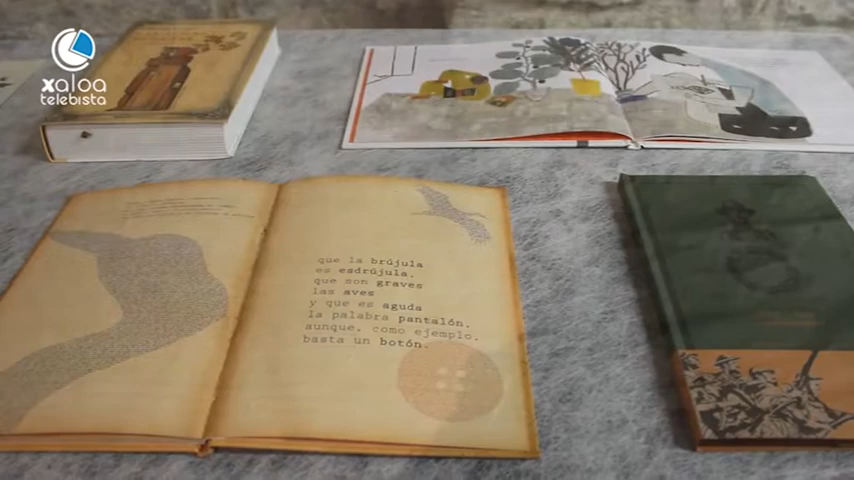 xaloa
telebista
que la brújula
es esdrújula,
que son graves
las aves
y que es aguda
la palabra pantalón.
aunque, como ejemplo,
basta un botón.